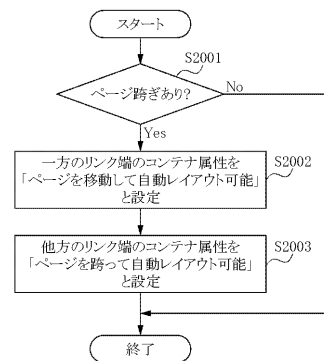 スタート
S2001
ページ跨ぎあり?
No
Yes
一方のリンク端のコンテナ属性を
「ページを移動して自動レイアウト可能」
と設定
S2002
他方のリンク端のコンテナ属性を
「ページを跨って自動レイアウト可能」
と設定
S2003
終了